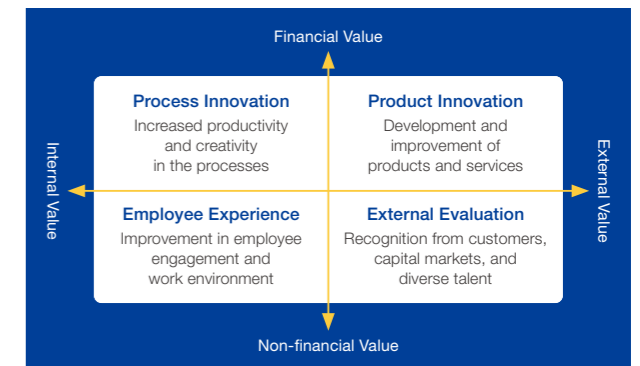 Financial Value
Process Innovation
Increased productivity
and creativity
in the processes
Product Innovation
Development and
improvement of
products and services
Internal Value
External Value
Employee Experience
Improvement in employee
engagement and
work environment
External Evaluation
Recognition from customers,
capital markets, and
diverse talent
Non-financial Value